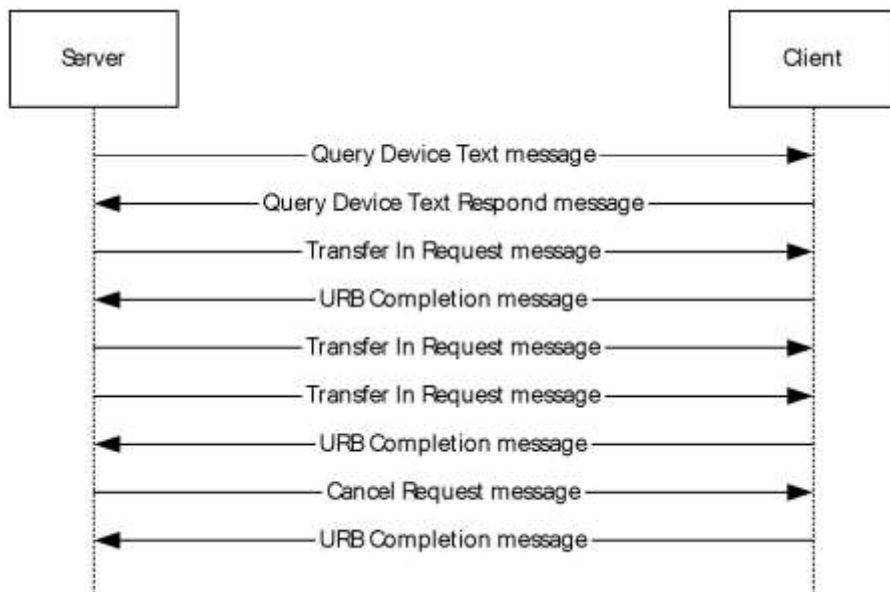 Server
Client
Query Device Text message
Query Device Text Respond message
Transfer In Request message
URB Completion message
Transfer In Request message
Transfer In Request message
URB Completion message
Cancel Request message
URB Completion message